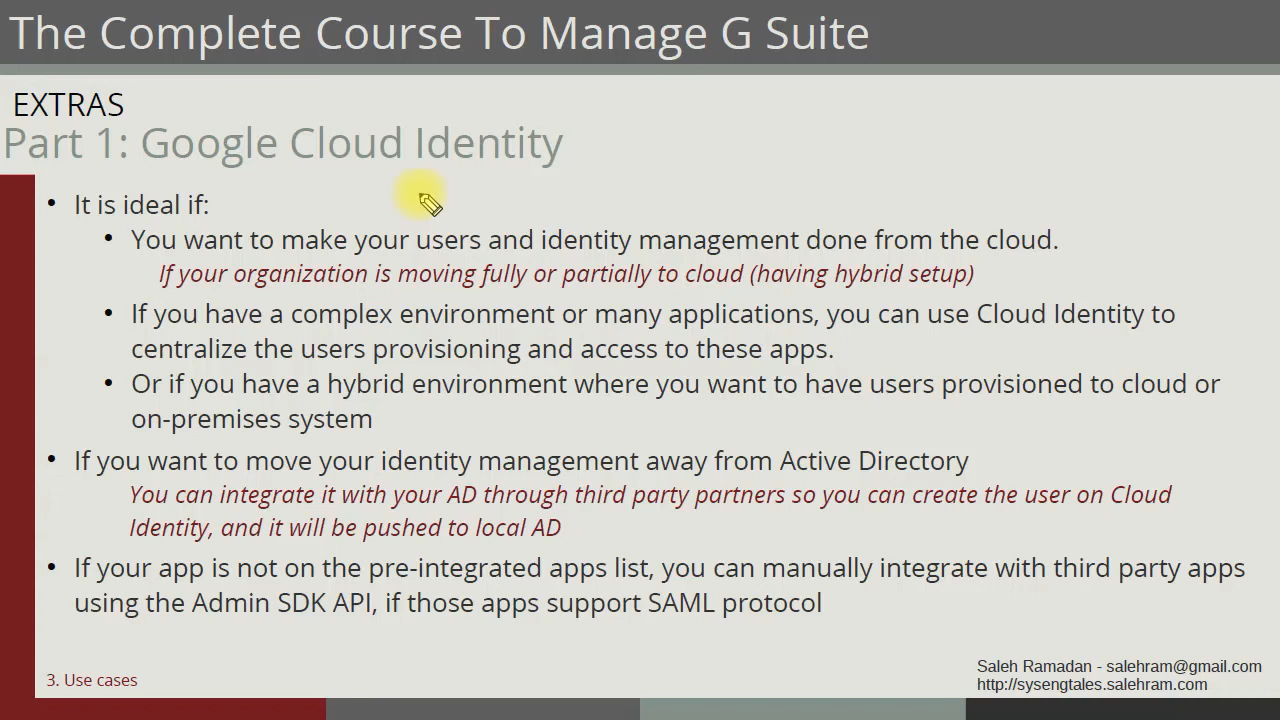 The Complete Course To Manage G Suite
EXTRAS
Part 1: Google Cloud Identity
• It is ideal if:
• You want to make your users and identity management done from the cloud.
If your organization is moving fully or partially to cloud (having hybrid setup)
• If you have a complex environment or many applications, you can use Cloud Identity to
centralize the users provisioning and access to these apps.
• Or if you have a hybrid environment where you want to have users provisioned to cloud or
on-premises system
• If you want to move your identity management away from Active Directory
You can integrate it with your AD through third party partners so you can create the user on Cloud
Identity, and it will be pushed to local AD
• If your app is not on the pre-integrated apps list, you can manually integrate with third party apps
using the Admin SDK API, if those apps support SAML protocol
3. Use cases
Saleh Ramadan - salehram@gmail.com
http://sysengtales.salehram.com